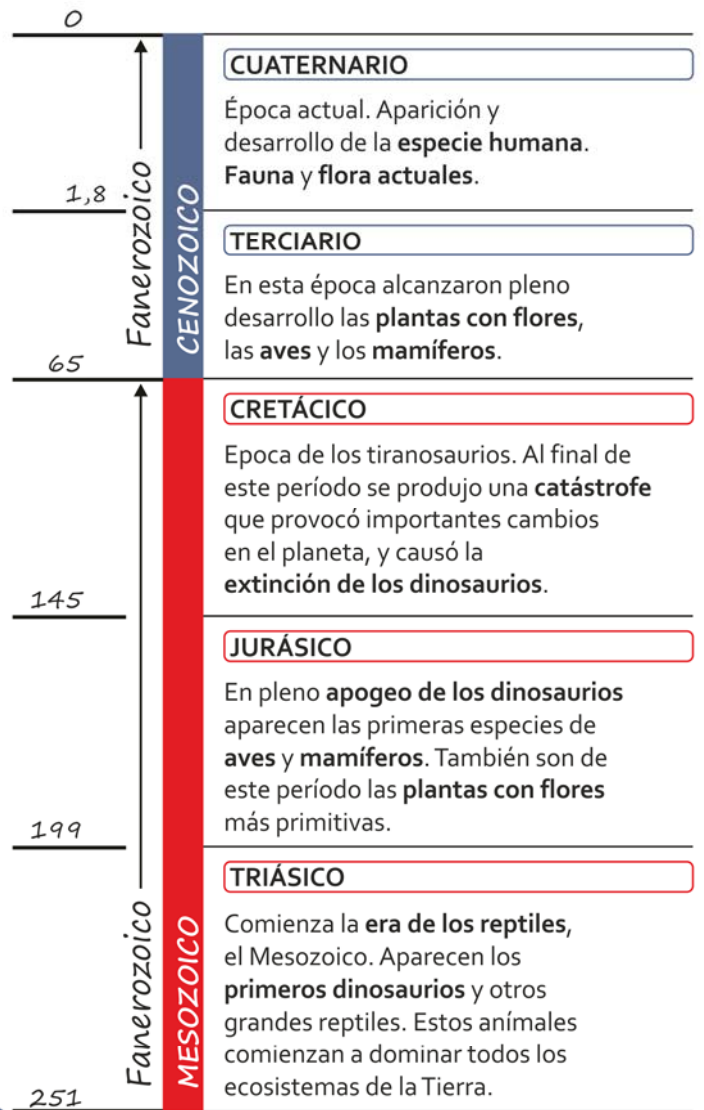 0
CUATERNARIO
Época actual. Aparición y
desarrollo de la especie humana.
Fauna y flora actuales.
1,8
Fanerozoico
CENOZOICO
TERCIARIO
En esta época alcanzaron pleno
desarrollo las plantas con flores,
las aves y los mamíferos.
65
CRETÁCICO
Epoca de los tiranosaurios. Al final de
este período se produjo una catástrofe
que provocó importantes cambios
en el planeta, y causó la
extinción de los dinosaurios.
145
JURÁSICO
En pleno apogeo de los dinosaurios
aparecen las primeras especies de
aves y mamíferos. También son de
este período las plantas con flores
más primitivas.
199
TRIÁSICO
Comienza la era de los reptiles,
el Mesozoico. Aparecen los
primeros dinosaurios y otros
grandes reptiles. Estos anímales
comienzan a dominar todos los
ecosistemas de la Tierra.
Fanerozoico
MESOZOICO
251